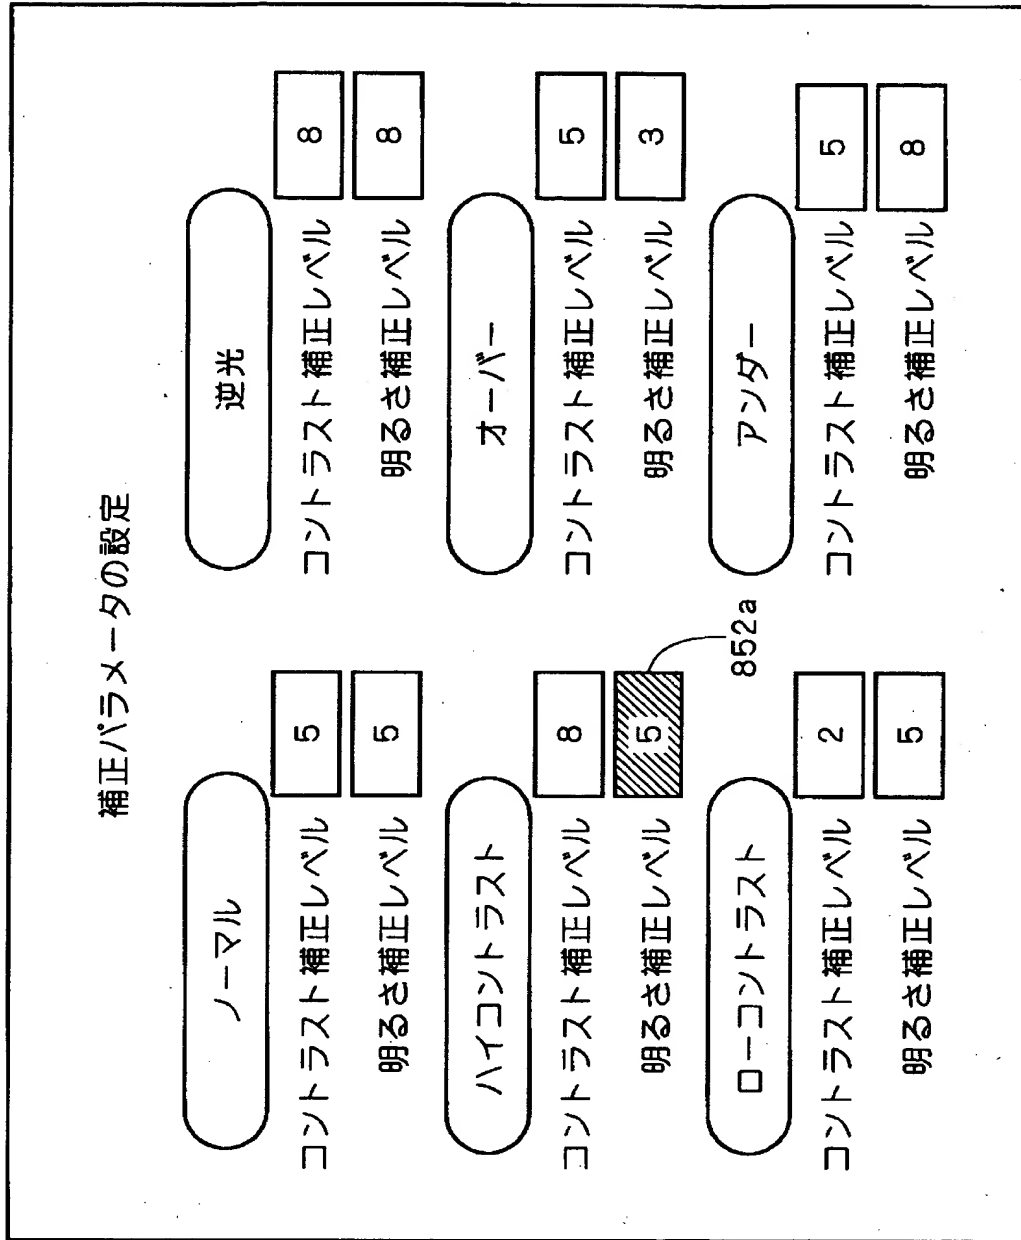 補正パラメータの設定
ノーマル
コントラスト補正レベル 5
明るさ補正レベル 5
ハイコントラスト
コントラスト補正レベル 8
明るさ補正レベル 5
852a
ローコントラスト
コントラスト補正レベル 2
明るさ補正レベル 5
逆光
コントラスト補正レベル 8
明るさ補正レベル 8
オーバー
コントラスト補正レベル 5
明るさ補正レベル 3
アンダー
コントラスト補正レベル 5
明るさ補正レベル 8